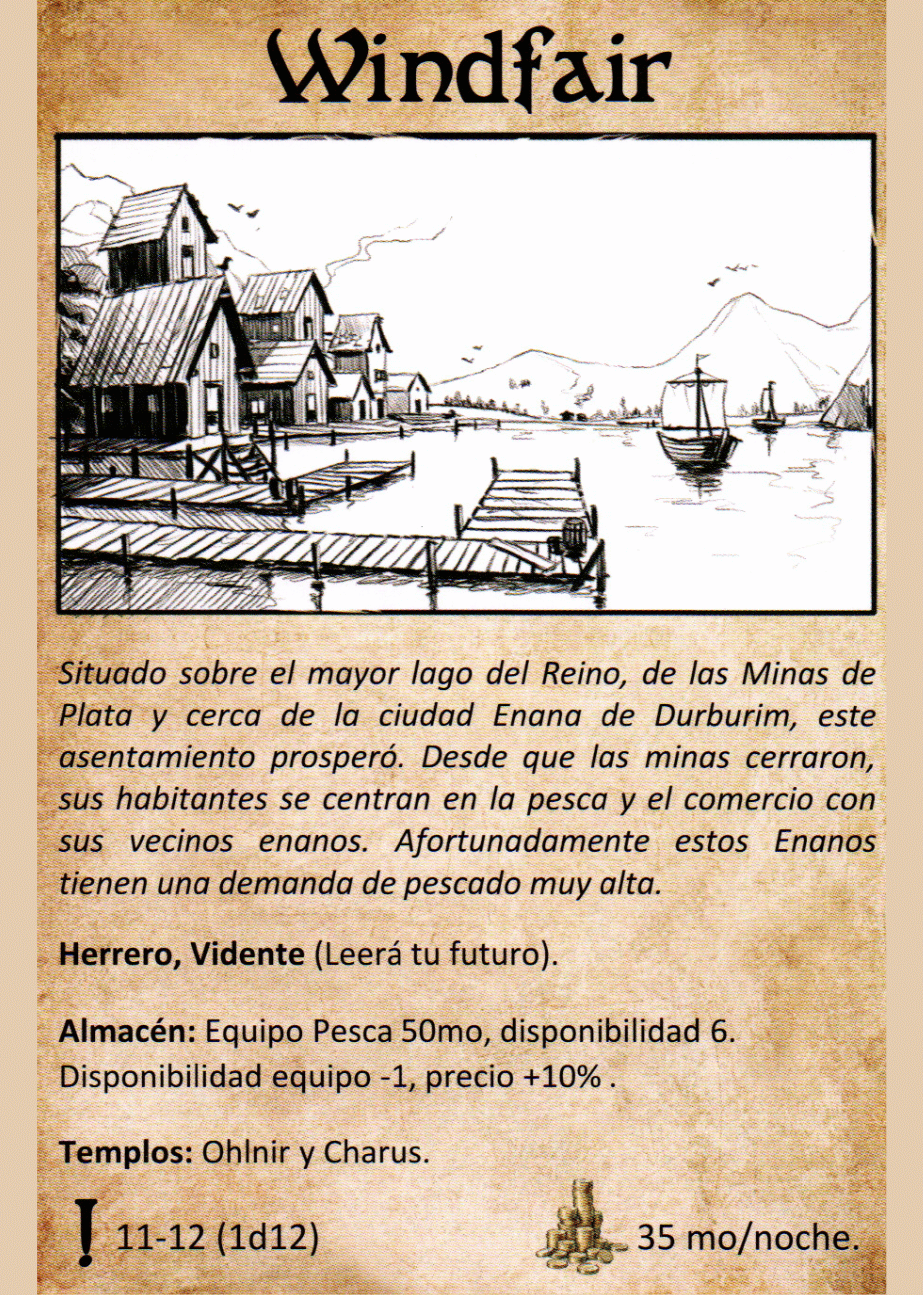 Windfair
Situado sobre el mayor lago del Reino, de las Minas de
Plata y cerca de la ciudad Enana de Durburim, este
asentamiento prosperó. Desde que las minas cerraron,
sus habitantes se centran en la pesca y el comercio con
sus vecinos enanos. Afortunadamente estos Enanos
tienen una demanda de pescado muy alta.
Herrero, Vidente (Leerá tu futuro).
Almacén: Equipo Pesca 50mo, disponibilidad 6.
Disponibilidad equipo -1, precio +10% .
Templos: Ohlnir y Charus.
! 11-12 (1d12)
35 mo/noche.